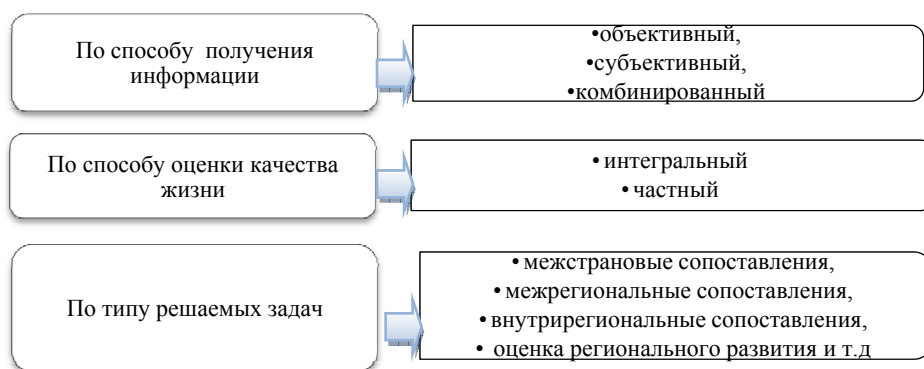 По способу получения
информации
•объективный,
•субъективный,
•комбинированный
По способу оценки качества
жизни
•интегральный
•частный
По типу решаемых задач
•межстрановые сопоставления,
•межрегиональные сопоставления,
•внутрирегиональные сопоставления,
• оценка регионального развития и т.д